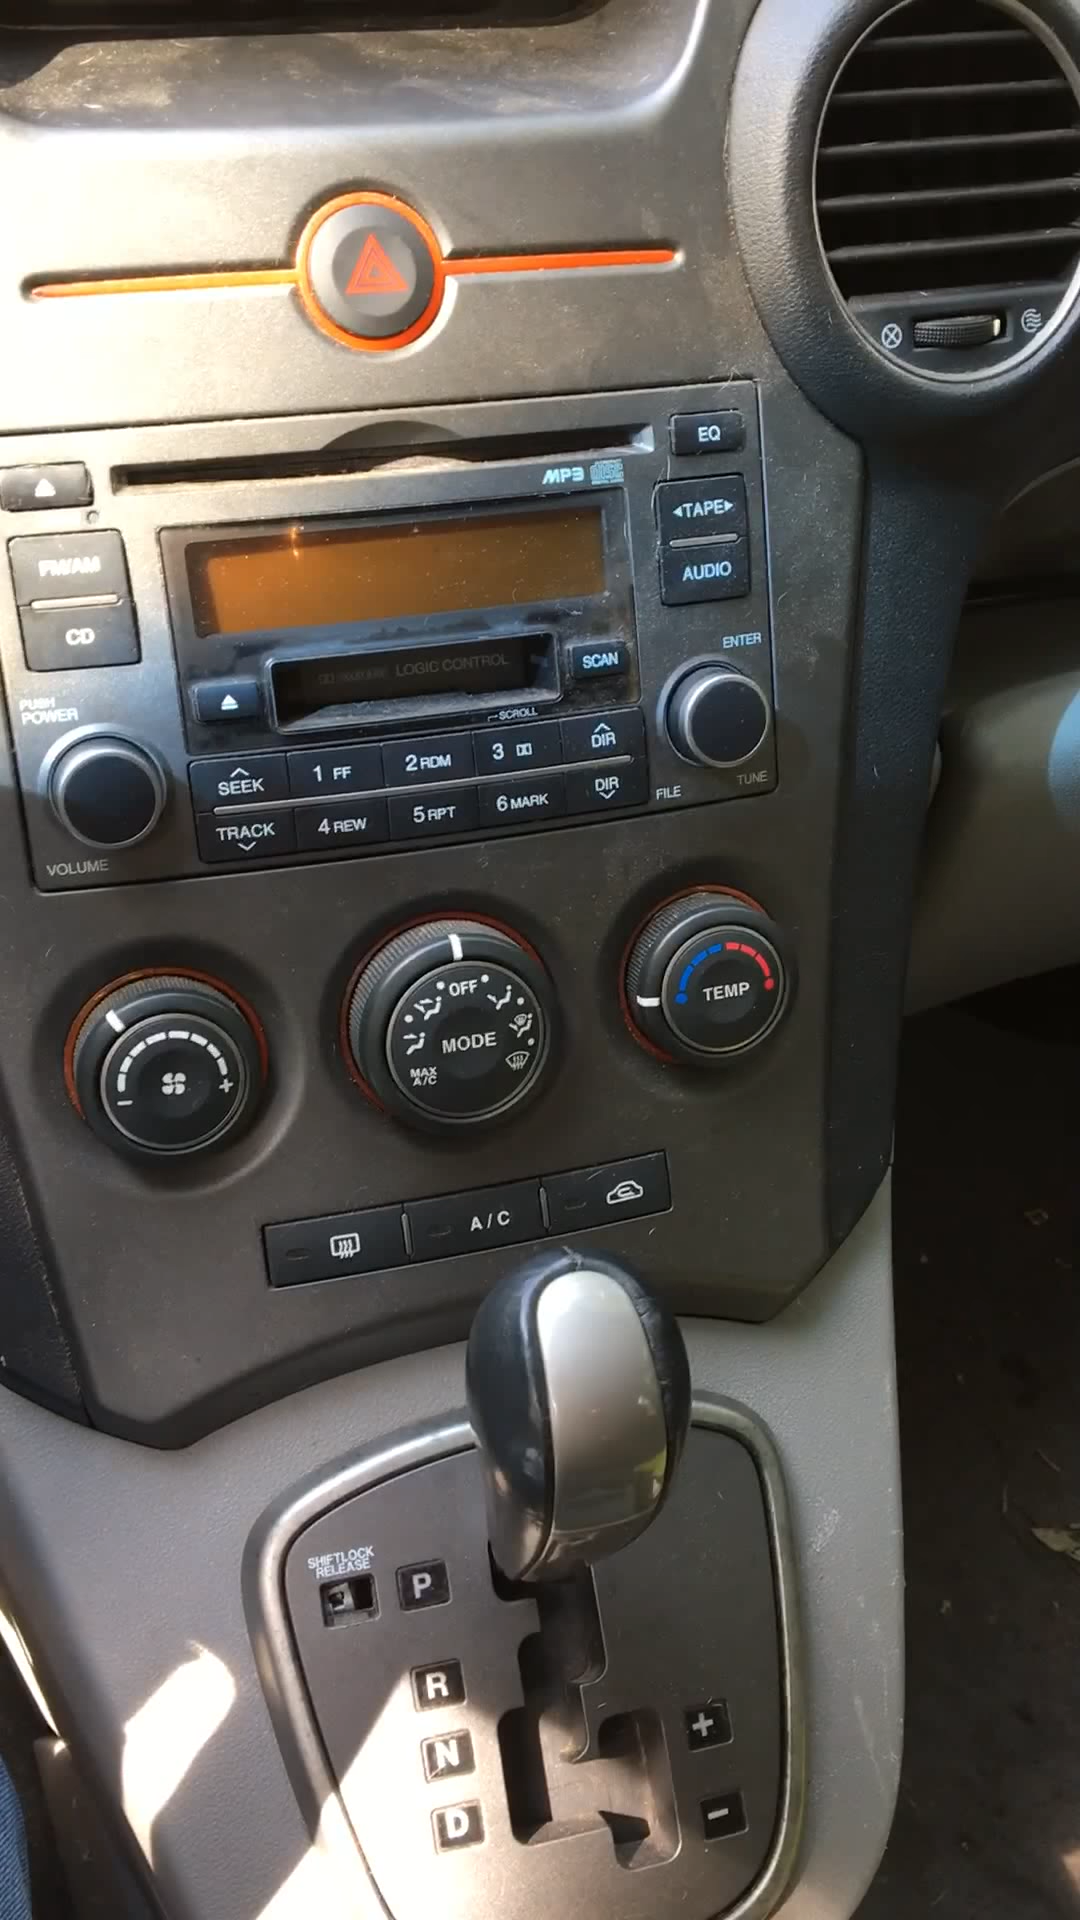 EQ
MP3
◂TAPE▸
AUDIO
FM/AM
CD
ENTER
LOGIC CONTROL
SCAN
PUSH
POWER
SCROLL
SEEK
1 FF
2 RDM
3
DIR
TRACK
4 REW
5 RPT
6 MARK
DIR
FILE
TUNE
VOLUME
OFF
MODE
MAX
A/C
TEMP
- +
A/C
SHIFTLOCK
RELEASE
P
R
N
D
+
-